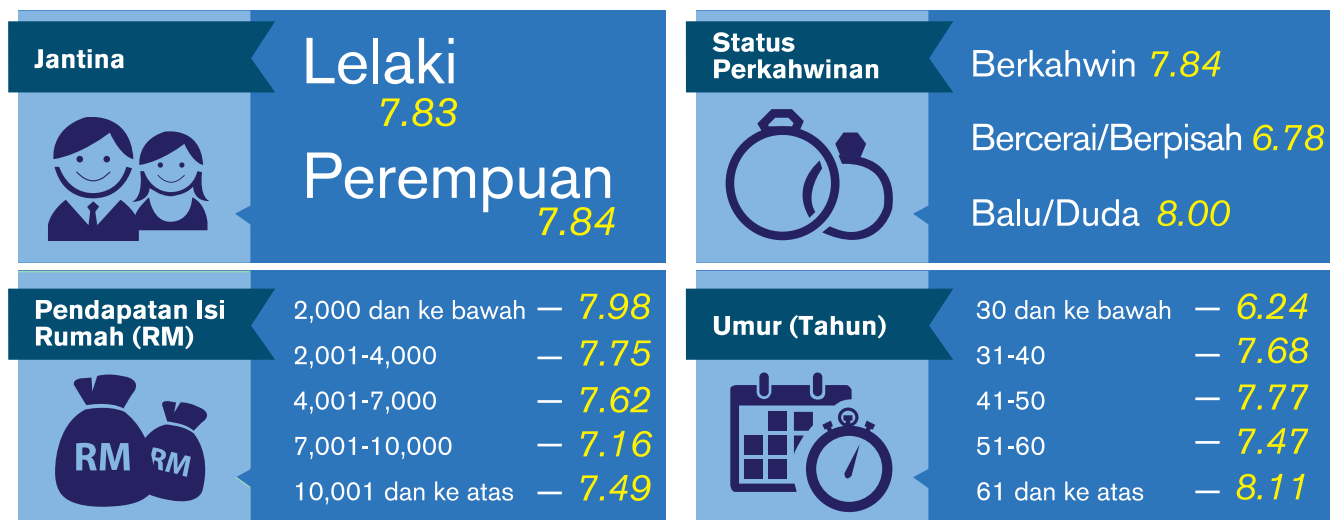 Jantina
Lelaki
7.83
Perempuan
7.84
Status
Perkahwinan
Berkahwin 7.84
Bercerai/Berpisah 6.78
Balu/Duda 8.00
Pendapatan Isi
Rumah (RM)
RM RM
2,000 dan ke bawah — 7.98
2,001-4,000 — 7.75
4,001-7,000 — 7.62
7,001-10,000 — 7.16
10,001 dan ke atas — 7.49
Umur (Tahun)
30 dan ke bawah — 6.24
31-40 — 7.68
41-50 — 7.77
51-60 — 7.47
61 dan ke atas — 8.11